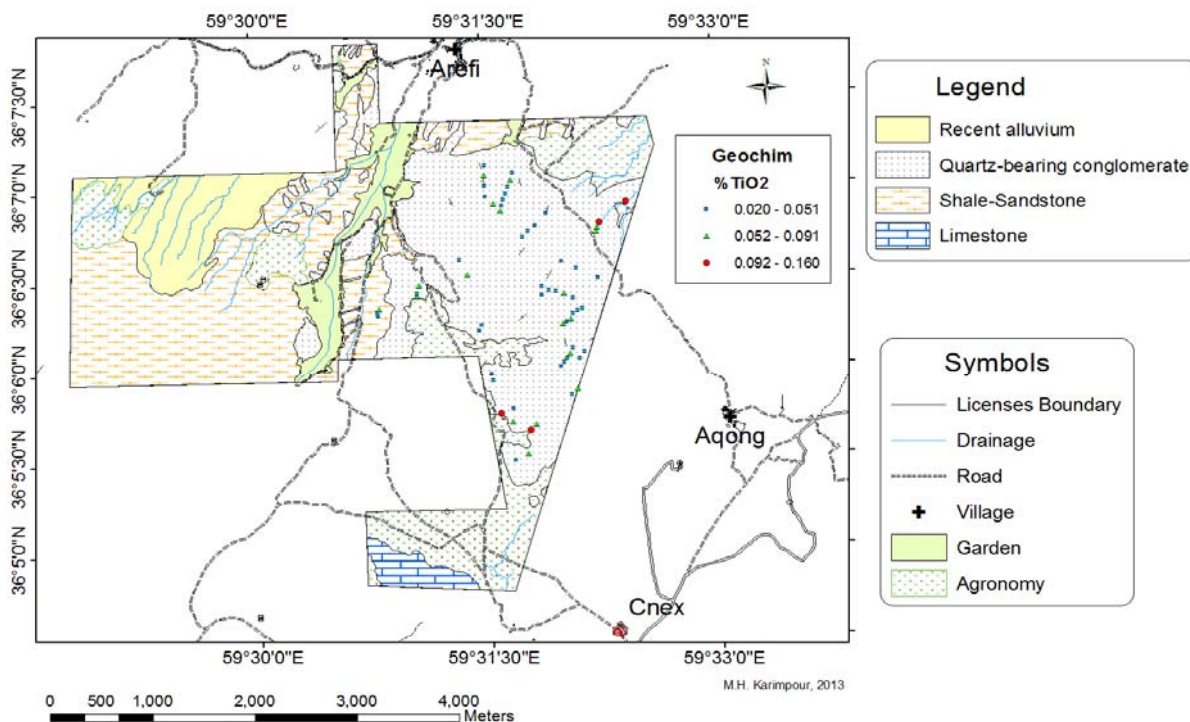 59°30'0"E 59°31'30"E 59°33'0"E
36°7'30"N
36°7'0"N
36°6'30"N
36°6'0"N
36°5'30"N
36°5'0"N
Arefi
N
Geochim
% TiO2
0.020 - 0.051
0.052 - 0.091
0.092 - 0.160
Aqong
Cnex
59°30'0"E 59°31'30"E 59°33'0"E
M.H. Karimpour, 2013
0 500 1,000 2,000 3,000 4,000
Meters
Legend
Recent alluvium
Quartz-bearing conglomerate
Shale-Sandstone
Limestone
Symbols
Licenses Boundary
Drainage
Road
Village
Garden
Agronomy